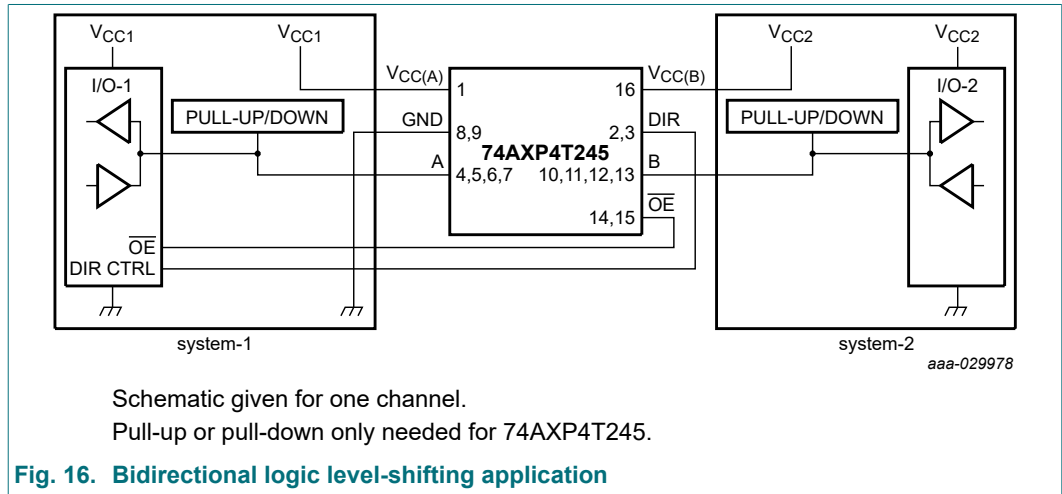 VCC1
VCC1
VCC2
VCC2
I/O-1
VCC(A)
VCC(B)
I/O-2
1
16
PULL-UP/DOWN
GND
8,9
2,3
DIR
PULL-UP/DOWN
74AXP4T245
A
4,5,6,7
10,11,12,13
B
14,15
OE
OE
DIR CTRL
system-1
system-2
aaa-029978
Schematic given for one channel.
Pull-up or pull-down only needed for 74AXP4T245.
Fig. 16. Bidirectional logic level-shifting application